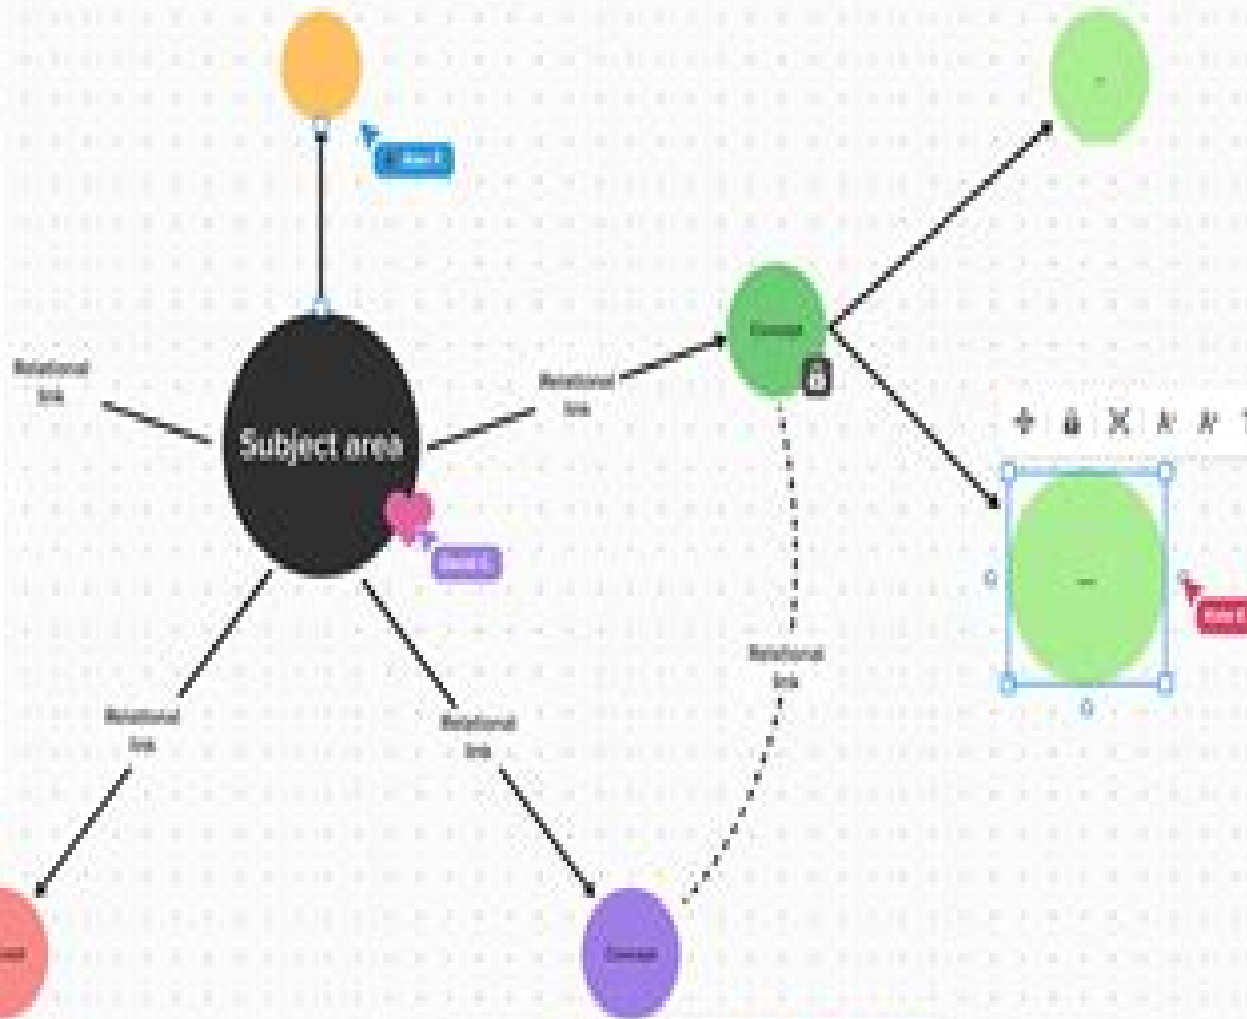 Relational
link
Relational
link
Concept
Subject area
Relational
link
Relational
link
Relational
link
Concept